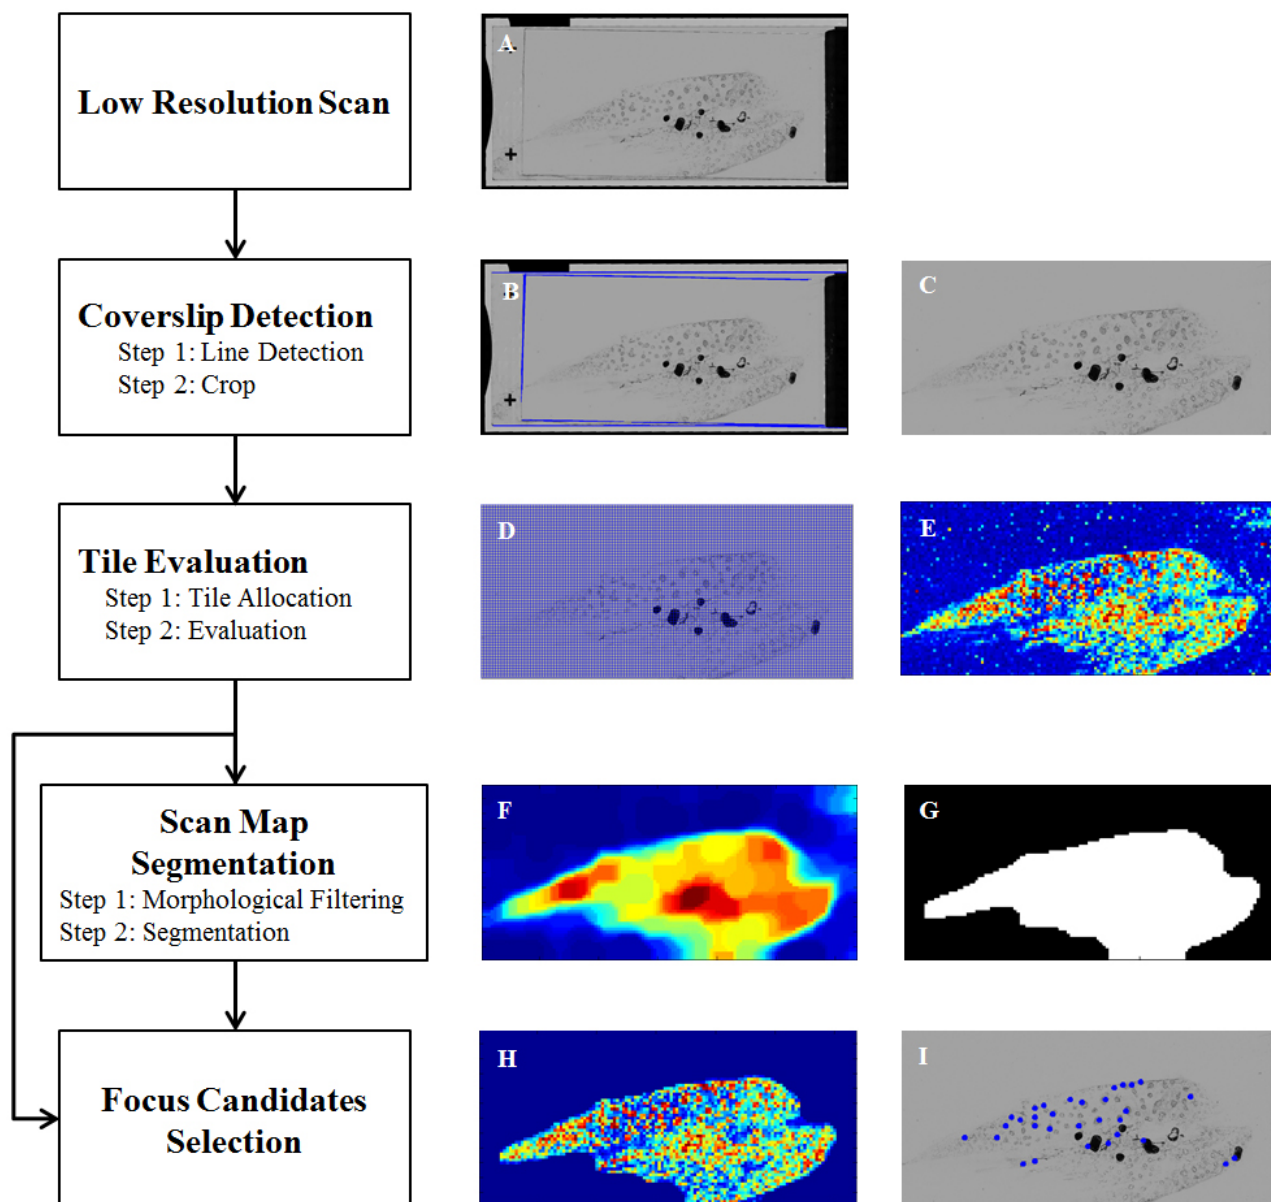 Low Resolution Scan
A
Coverslip Detection
Step 1: Line Detection
Step 2: Crop
B
C
Tile Evaluation
Step 1: Tile Allocation
Step 2: Evaluation
D
E
Scan Map
Segmentation
Step 1: Morphological Filtering
Step 2: Segmentation
F
G
Focus Candidates
Selection
H
I